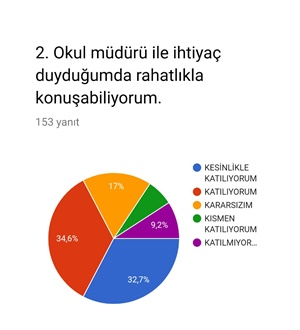 2. Okul müdürü ile ihtiyaç
duyduğumda rahatlıkla
konuşabiliyorum.
153 yanıt
KESİNLİKLE
KATILIYORUM
KATILIYORUM
KARARSIZIM
KISMEN
KATILIYORUM
KATILMIYOR...
17%
9,2%
34,6%
32,7%